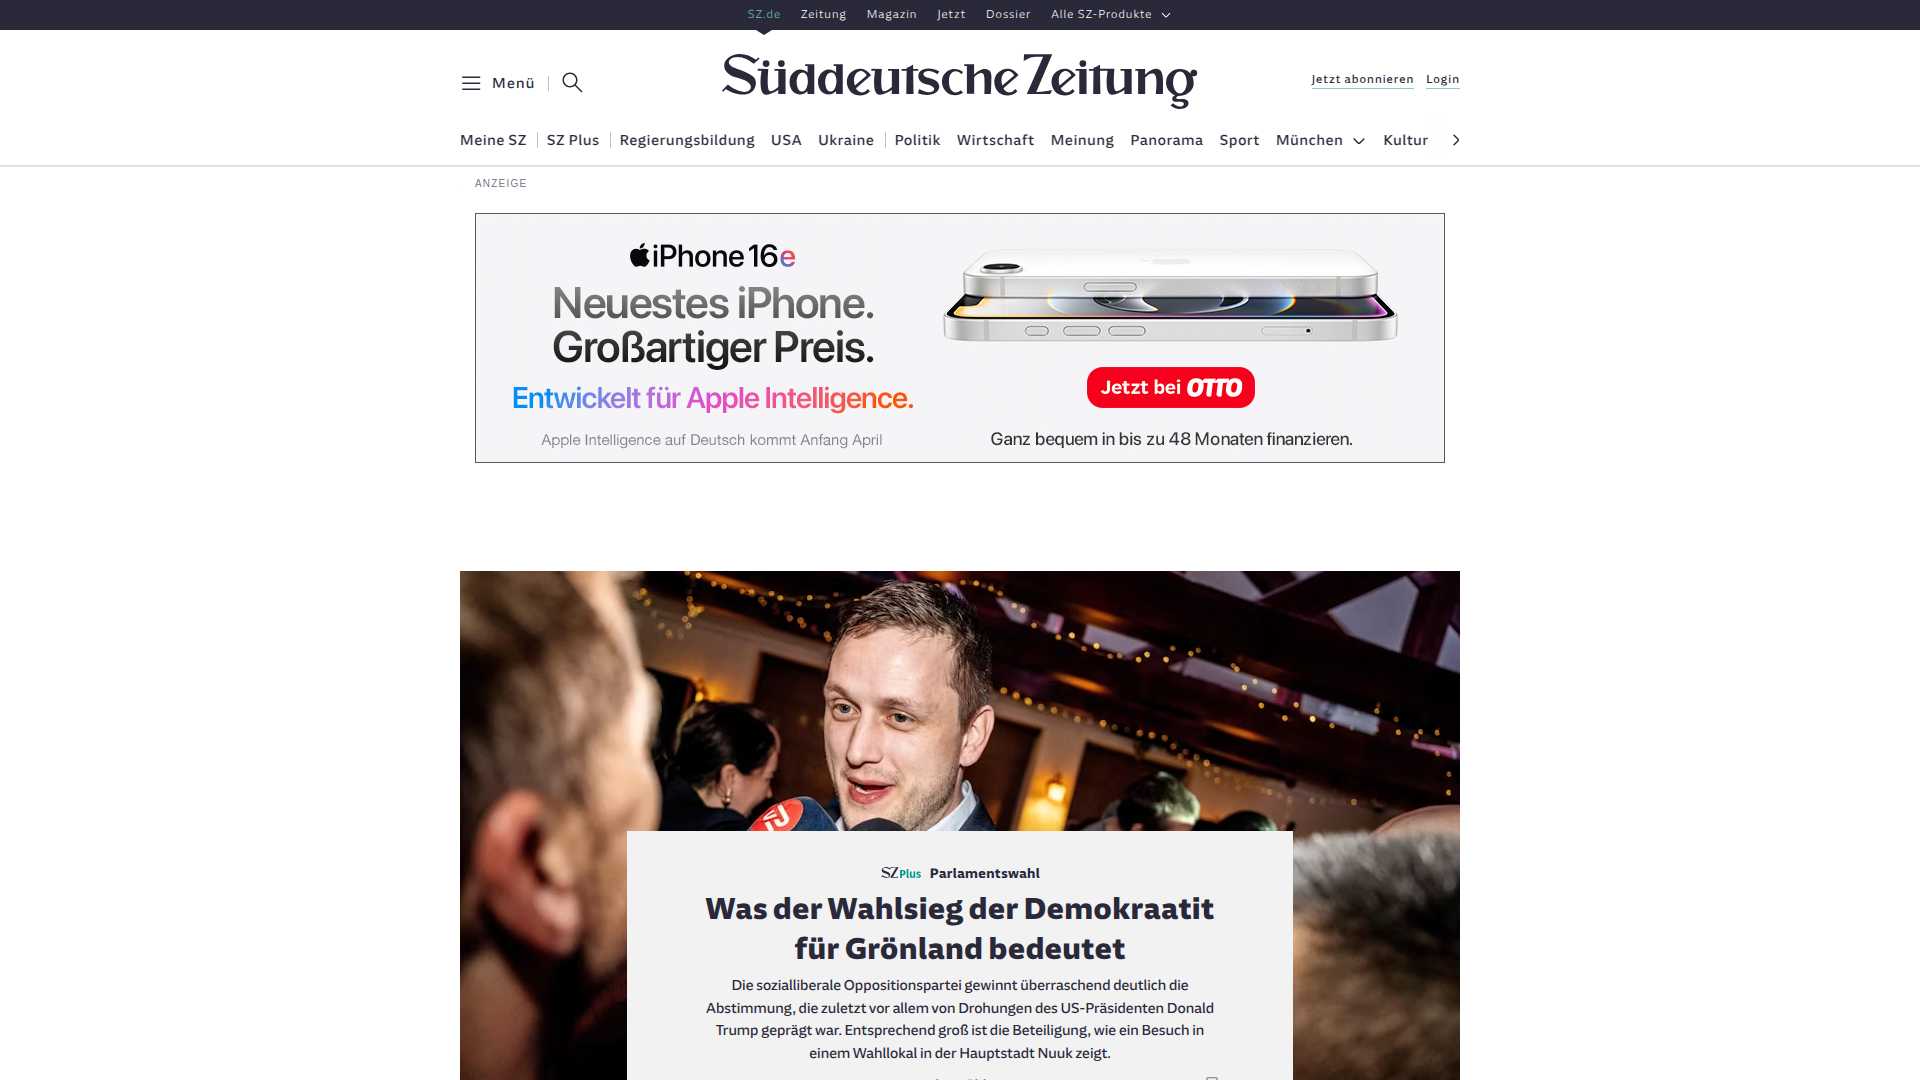 SZ.de Zeitung Magazin Jetzt Dossier Alle SZ-Produkte
Menü
Süddeutsche Zeitung
Jetzt abonnieren Login
Meine SZ SZ Plus Regierungsbildung USA Ukraine Politik Wirtschaft Meinung Panorama Sport München Kultur
ANZEIGE
iPhone 16e
Neuestes iPhone.
Großartiger Preis.
Entwickelt für Apple Intelligence.
Apple Intelligence auf Deutsch kommt Anfang April
Jetzt bei OTTO
Ganz bequem in bis zu 48 Monaten finanzieren.
SZ Plus Parlamentswahl
Was der Wahlsieg der Demokraatit
für Grönland bedeutet
Die sozialliberale Oppositionspartei gewinnt überraschend deutlich die
Abstimmung, die zuletzt vor allem von Drohungen des US-Präsidenten Donald
Trump geprägt war. Entsprechend groß ist die Beteiligung, wie ein Besuch in
einem Wahllokal in der Hauptstadt Nuuk zeigt.